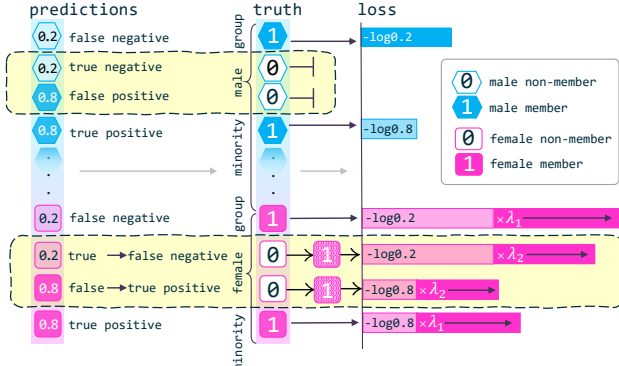 predictions truth loss
0.2 false negative 1 -log0.2
0.2 true negative 0
0.8 false positive 0
0.8 true positive 1 -log0.8
group
male
minority
0 male non-member
1 male member
0 female non-member
1 female member
0.2 false negative 1 -log0.2 ×λ₁
0.2 true → false negative 0 1 -log0.2 ×λ₂
0.8 false → true positive 0 1 -log0.8 ×λ₂
0.8 true positive 1 -log0.8 ×λ₁
group
female
minority